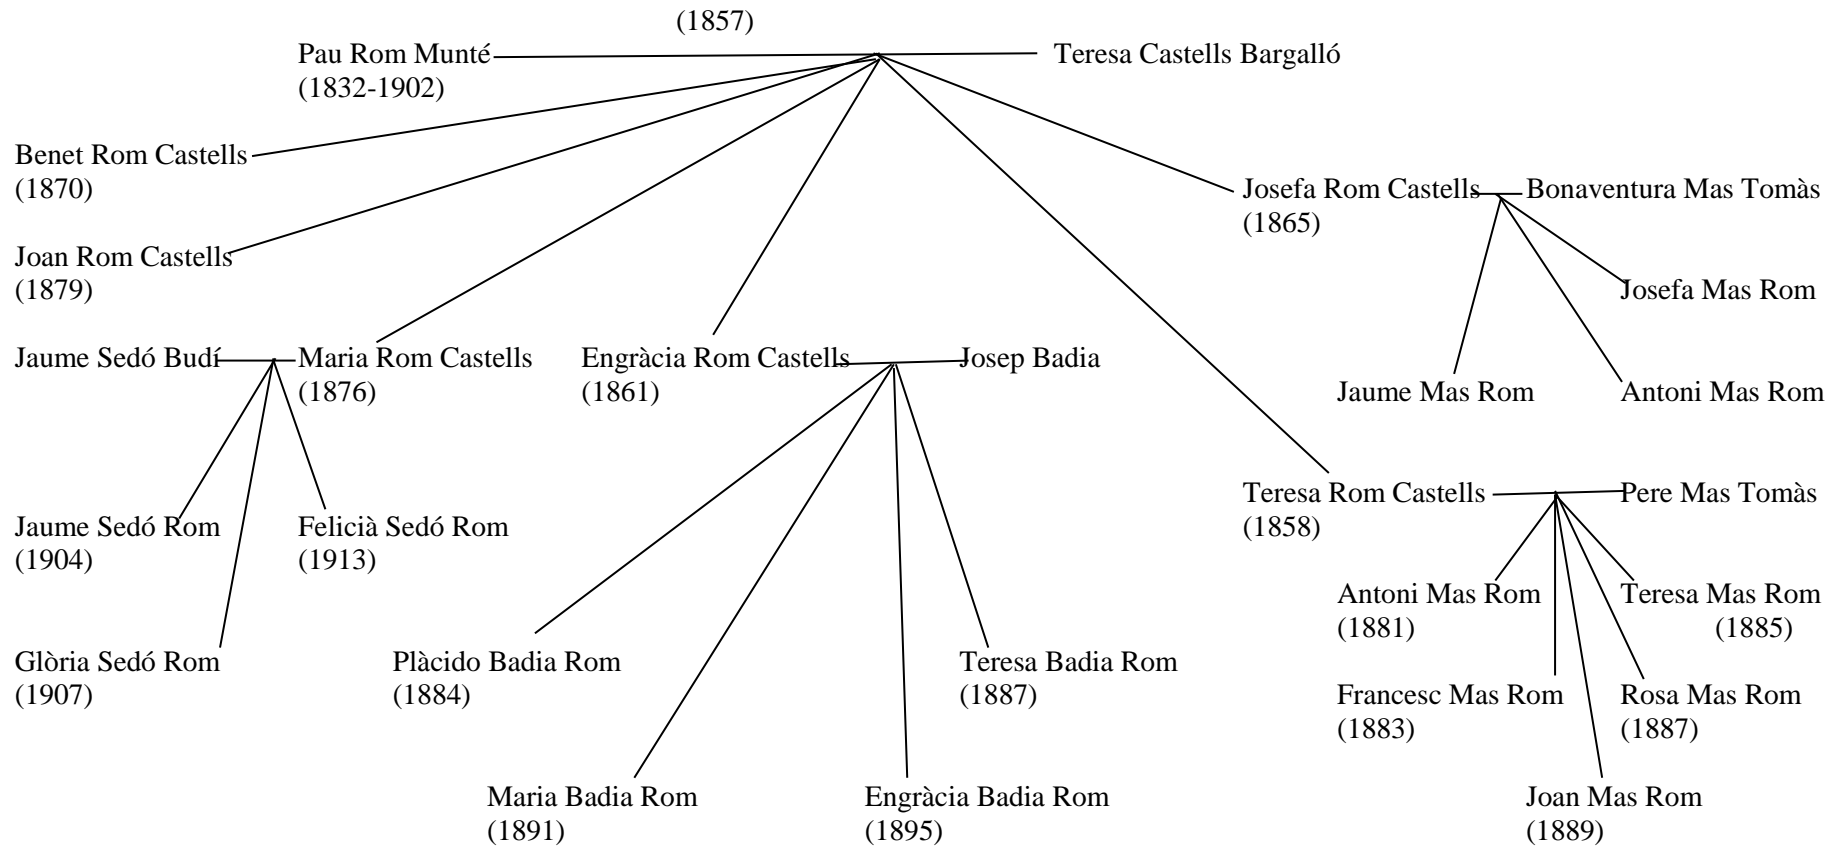 (1857)
Pau Rom Munté Teresa Castells Bargalló
(1832-1902)
Benet Rom Castells
(1870)
Josefa Rom Castells Bonaventura Mas Tomàs
(1865)
Joan Rom Castells
(1879)
Josefa Mas Rom
Jaume Sedó Budí Maria Rom Castells Engràcia Rom Castells Josep Badia
(1876) (1861)
Jaume Mas Rom Antoni Mas Rom
Teresa Rom Castells Pere Mas Tomàs
(1858)
Jaume Sedó Rom Felicià Sedó Rom
(1904) (1913)
Antoni Mas Rom Teresa Mas Rom
(1881) (1885)
Glòria Sedó Rom Plàcido Badia Rom Teresa Badia Rom
(1907) (1884) (1887)
Francesc Mas Rom Rosa Mas Rom
(1883) (1887)
Maria Badia Rom Engràcia Badia Rom Joan Mas Rom
(1891) (1895) (1889)